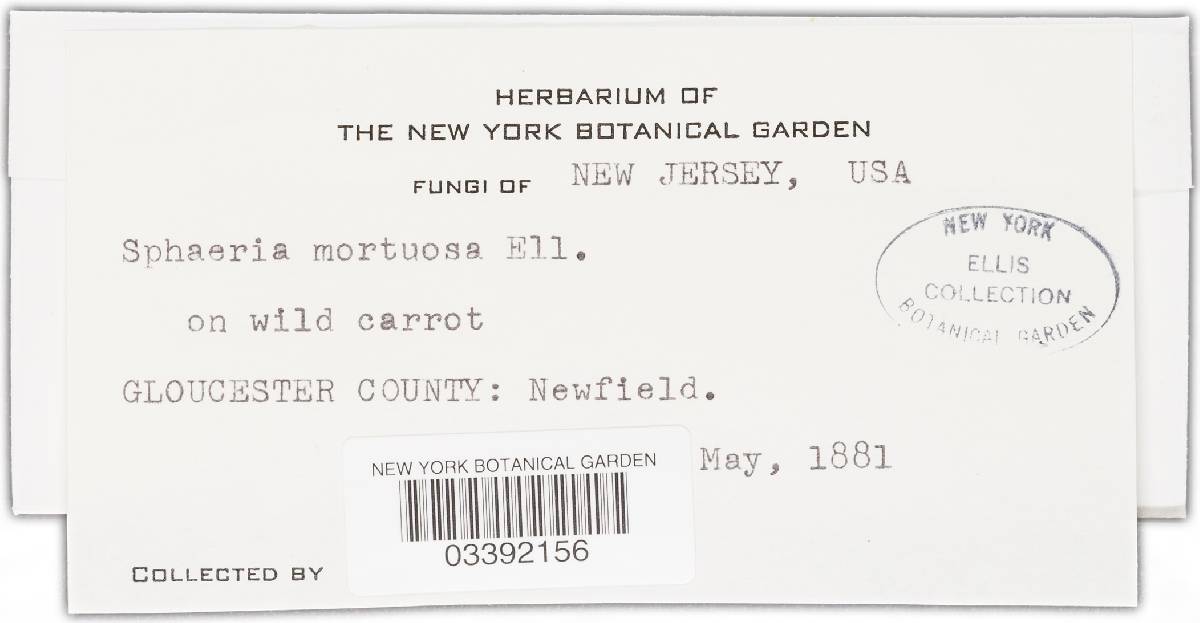 HERBARIUM OF
THE NEW YORK BOTANICAL GARDEN
FUNGI OF NEW JERSEY, USA
Sphaeria mortuosa Ell.
on wild carrot
NEW YORK
ELLIS
COLLECTION
BOTANICAL GARDEN
GLOUCESTER COUNTY: Newfield.
May, 1881
NEW YORK BOTANICAL GARDEN
03392156
COLLECTED BY